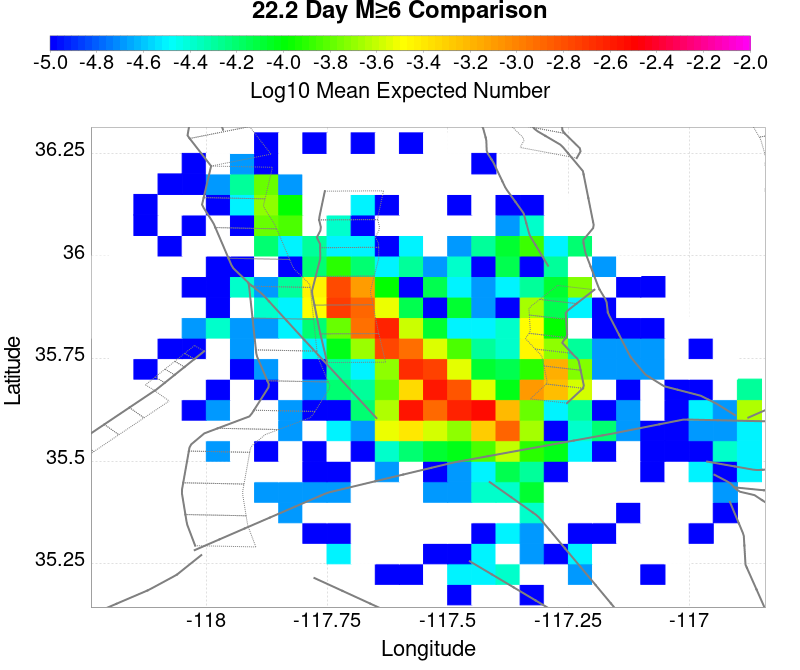 22.2 Day M≥6 Comparison
-5.0 -4.8 -4.6 -4.4 -4.2 -4.0 -3.8 -3.6 -3.4 -3.2 -3.0 -2.8 -2.6 -2.4 -2.2 -2.0
Log10 Mean Expected Number
36.25
36
35.75
35.5
35.25
Latitude
-118 -117.75 -117.5 -117.25 -117
Longitude